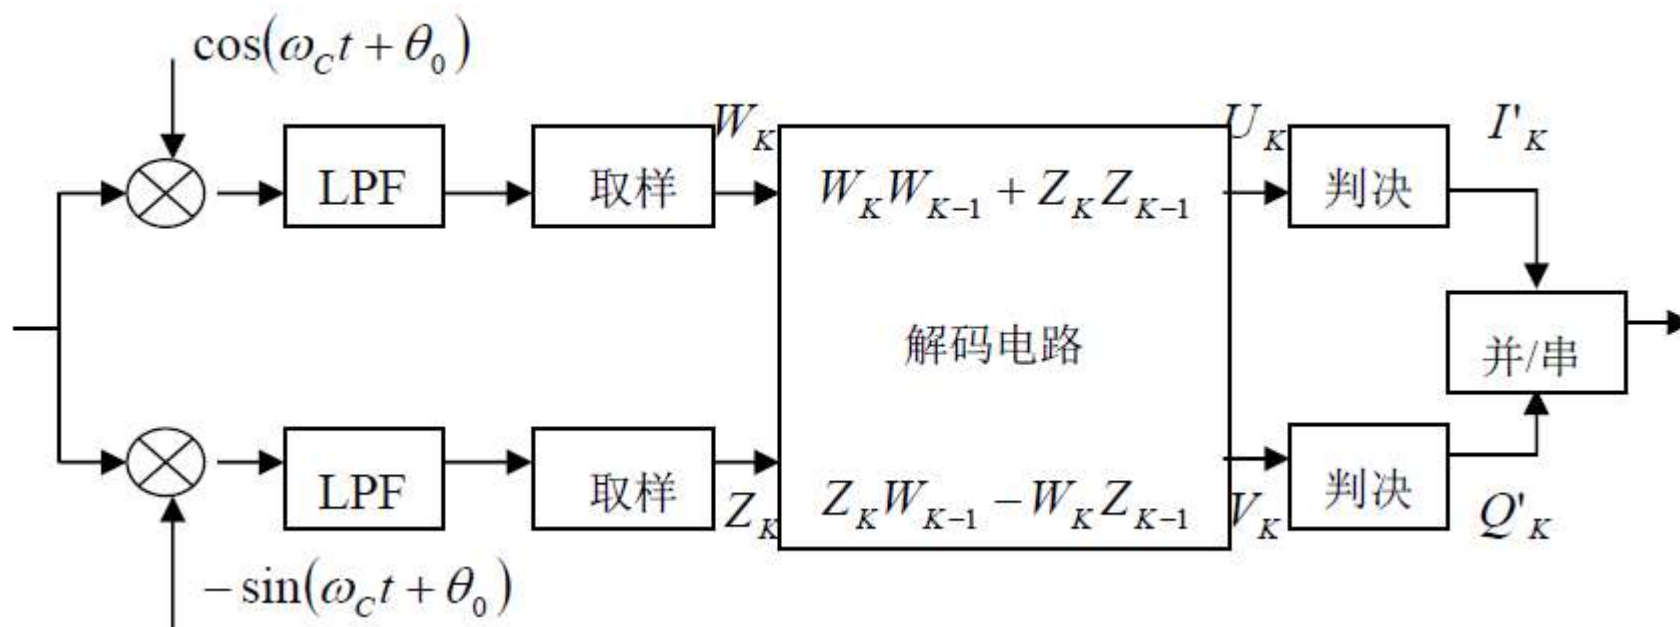 cos(ω_C t + θ_0)
LPF
取样
W_K
W_K W_{K-1} + Z_K Z_{K-1}
U_K
判决
I'_K
解码电路
并/串
LPF
取样
Z_K
Z_K W_{K-1} - W_K Z_{K-1}
V_K
判决
Q'_K
- sin(ω_C t + θ_0)